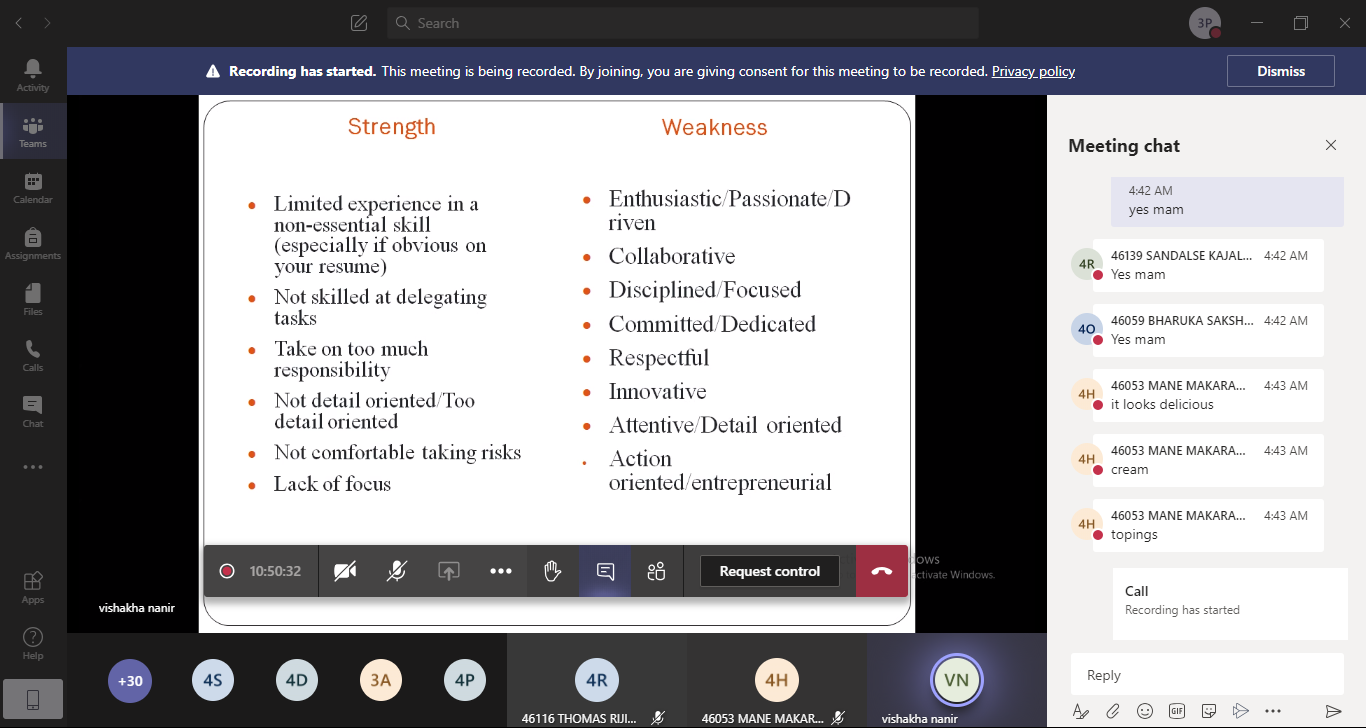 Search
3P
Activity
Teams
Calendar
Assignments
Files
Calls
Chat
Apps
Help
Recording has started. This meeting is being recorded. By joining, you are giving consent for this meeting to be recorded. Privacy policy
Dismiss
Strength
Limited experience in a
non-essential skill
(especially if obvious on
your resume)
Not skilled at delegating
tasks
Take on too much
responsibility
Not detail oriented/Too
detail oriented
Not comfortable taking risks
Lack of focus
Weakness
Enthusiastic/Passionate/D
riven
Collaborative
Disciplined/Focused
Committed/Dedicated
Respectful
Innovative
Attentive/Detail oriented
Action
oriented/entrepreneurial
10:50:32
Request control
ows
ctivate Windows.
vishakha nanir
+30
4S
4D
3A
4P
4R
46116 THOMAS RIJI...
4H
46053 MANE MAKAR...
VN
vishakha nanir
Meeting chat
4:42 AM
yes mam
4R
46139 SANDALSE KAJAL... 4:42 AM
Yes mam
4O
46059 BHARUKA SAKSH... 4:42 AM
Yes mam
4H
46053 MANE MAKARA... 4:43 AM
it looks delicious
4H
46053 MANE MAKARA... 4:43 AM
cream
4H
46053 MANE MAKARA... 4:43 AM
topings
Call
Recording has started
Reply
GIF